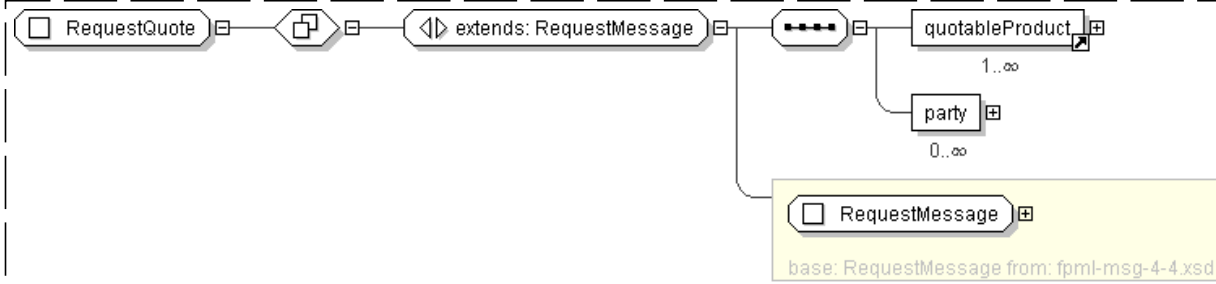 RequestQuote
extends: RequestMessage
quotableProduct
1..∞
party
0..∞
RequestMessage
base: RequestMessage from: fpml-msg-4-4.xsd